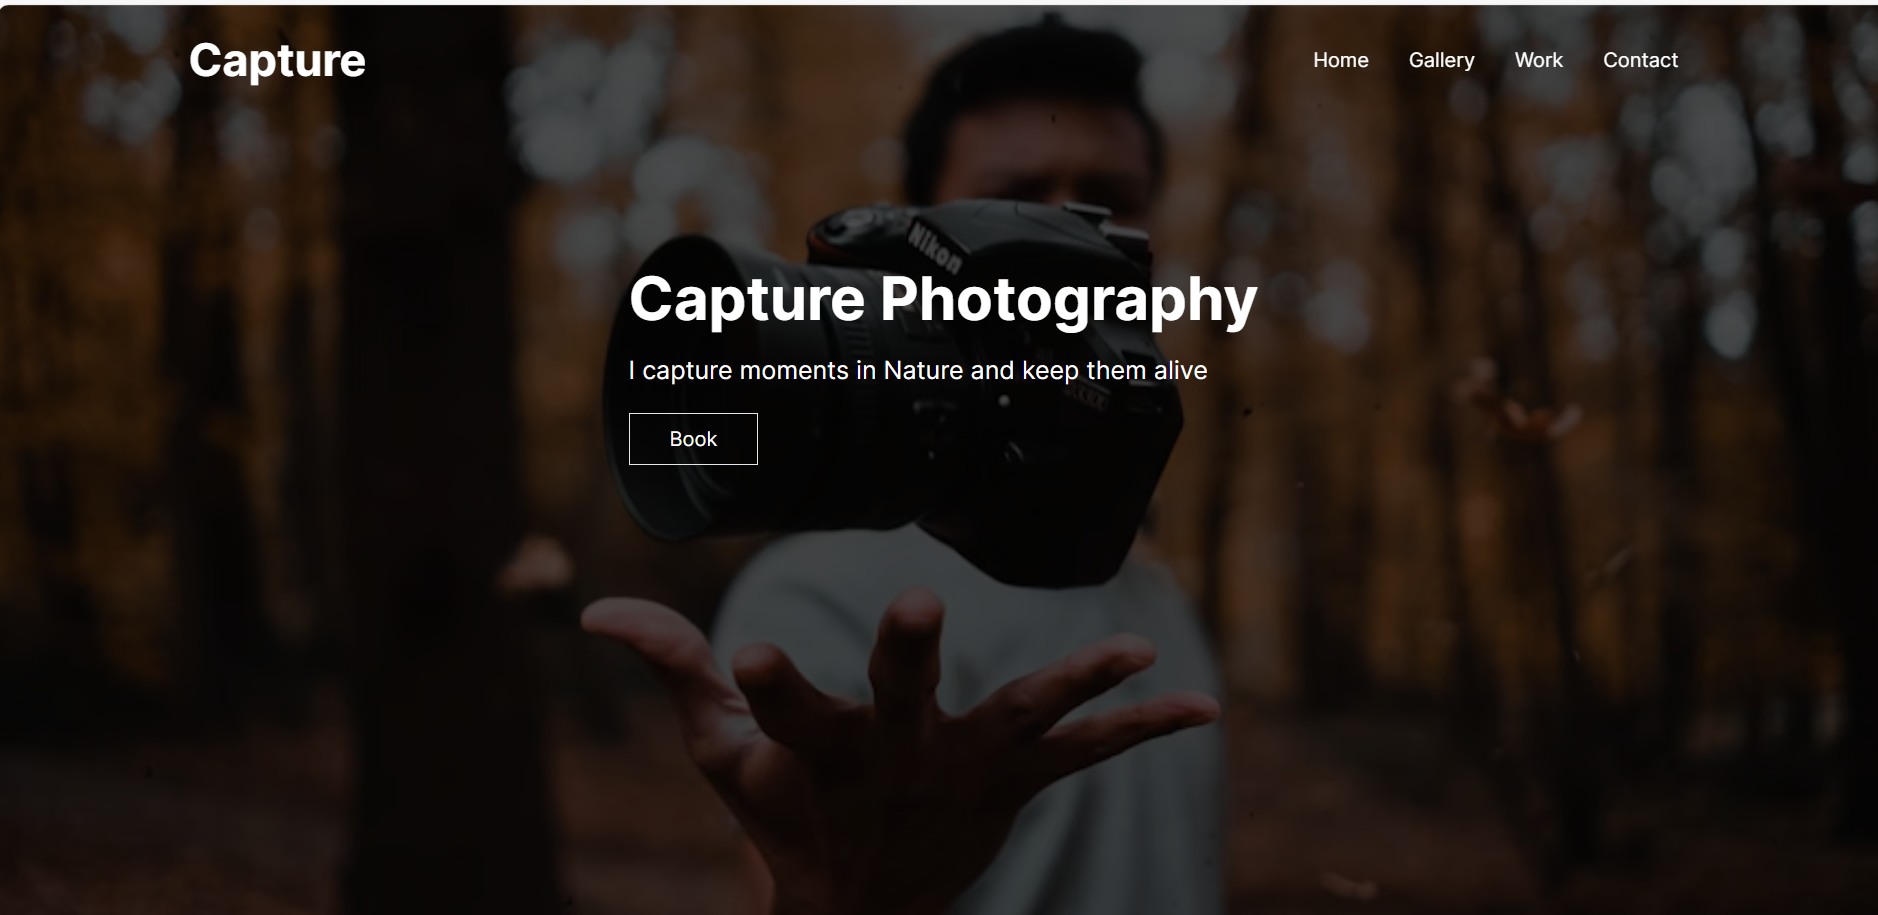 Capture
Home Gallery Work Contact
Nikon
Capture Photography
I capture moments in Nature and keep them alive
Book